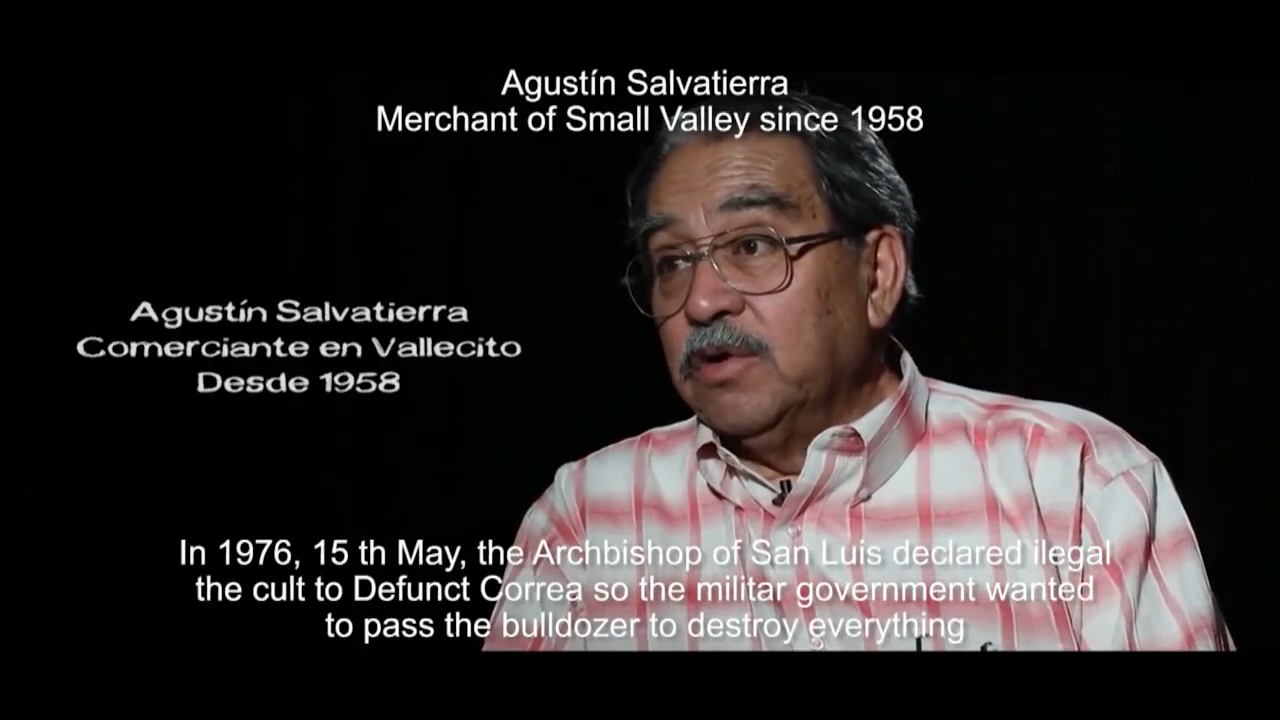 Agustín Salvatierra
Merchant of Small Valley since 1958
Agustín Salvatierra
Comerciante en Vallecito
Desde 1958
In 1976, 15 th May, the Archbishop of San Luis declared ilegal
the cult to Defunct Correa so the militar government wanted
to pass the bulldozer to destroy everything